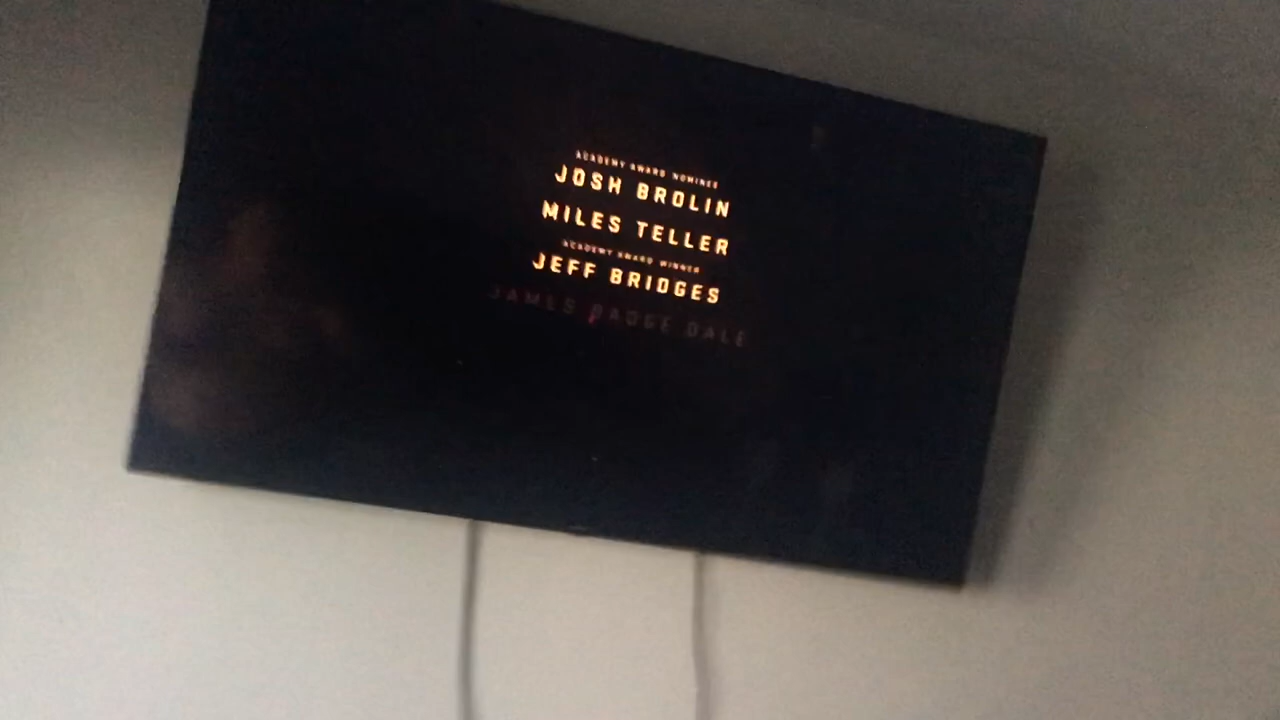 ACADEMY AWARD NOMINEE
JOSH BROLIN
MILES TELLER
ACADEMY AWARD WINNER
JEFF BRIDGES
JAMES BADGE DALE